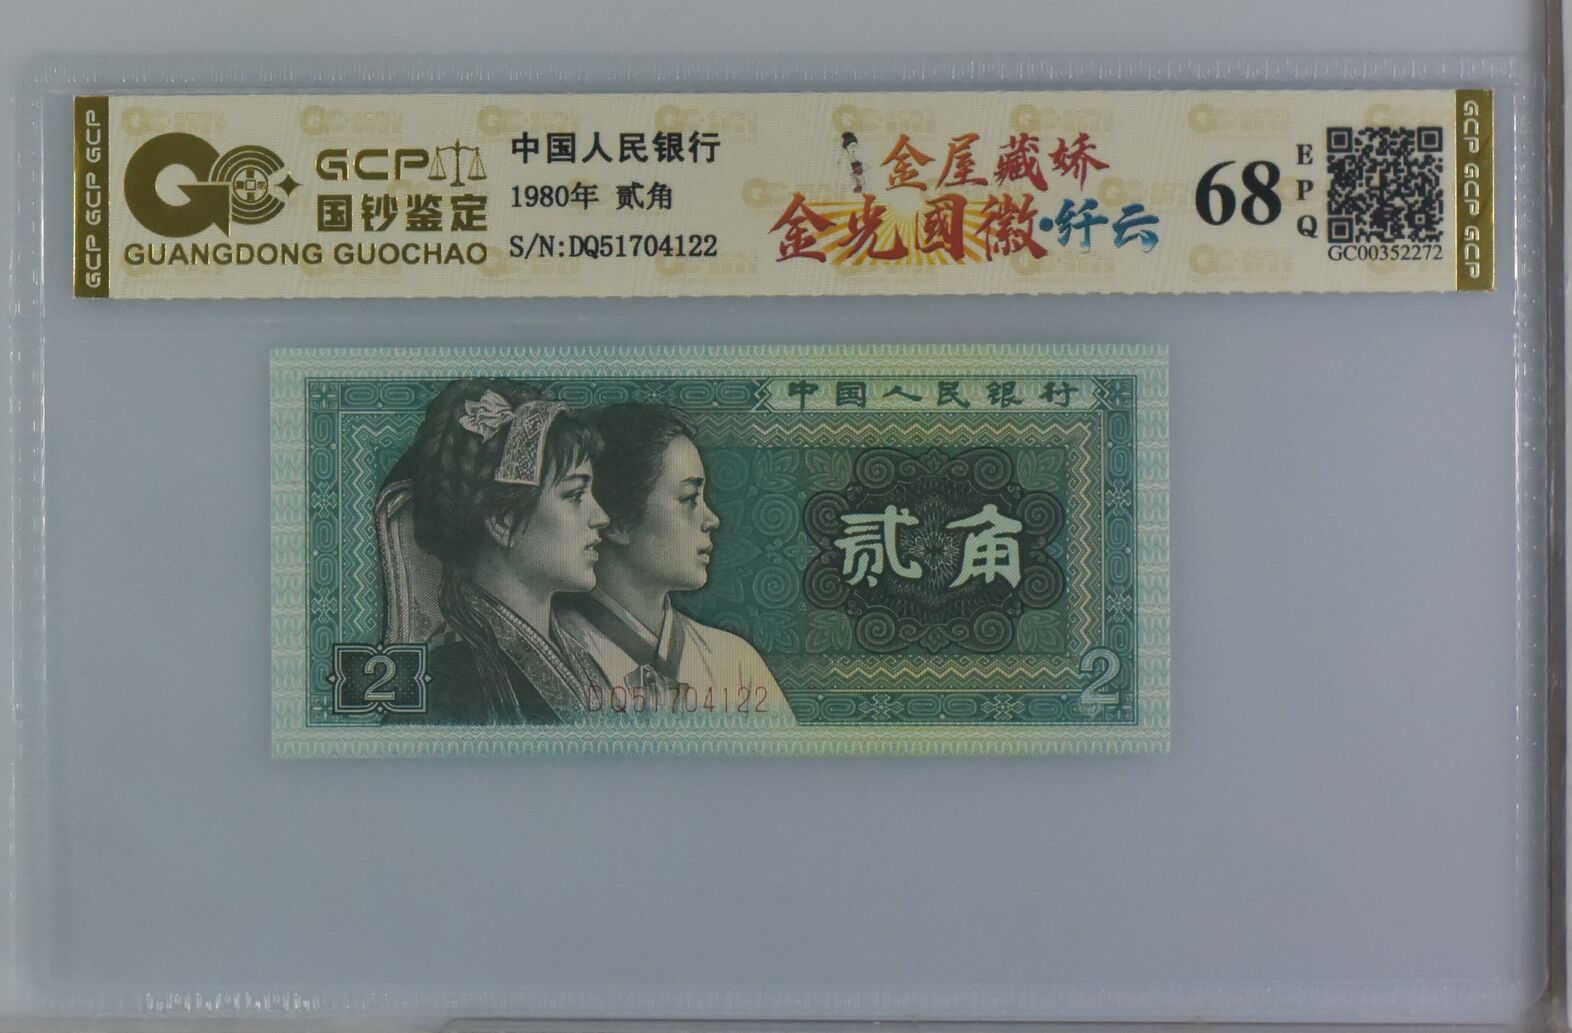 GCP GCP GCP
GCP
国钞鉴定
GUANGDONG GUOCHAO
中国人民银行
1980年 贰角
S/N:DQ51704122
金屋藏娇
金光國徽·纤云
68
EPQ
GC00352272
GCP GCP GCP
中国人民银行
贰角
2
2
DQ51704122